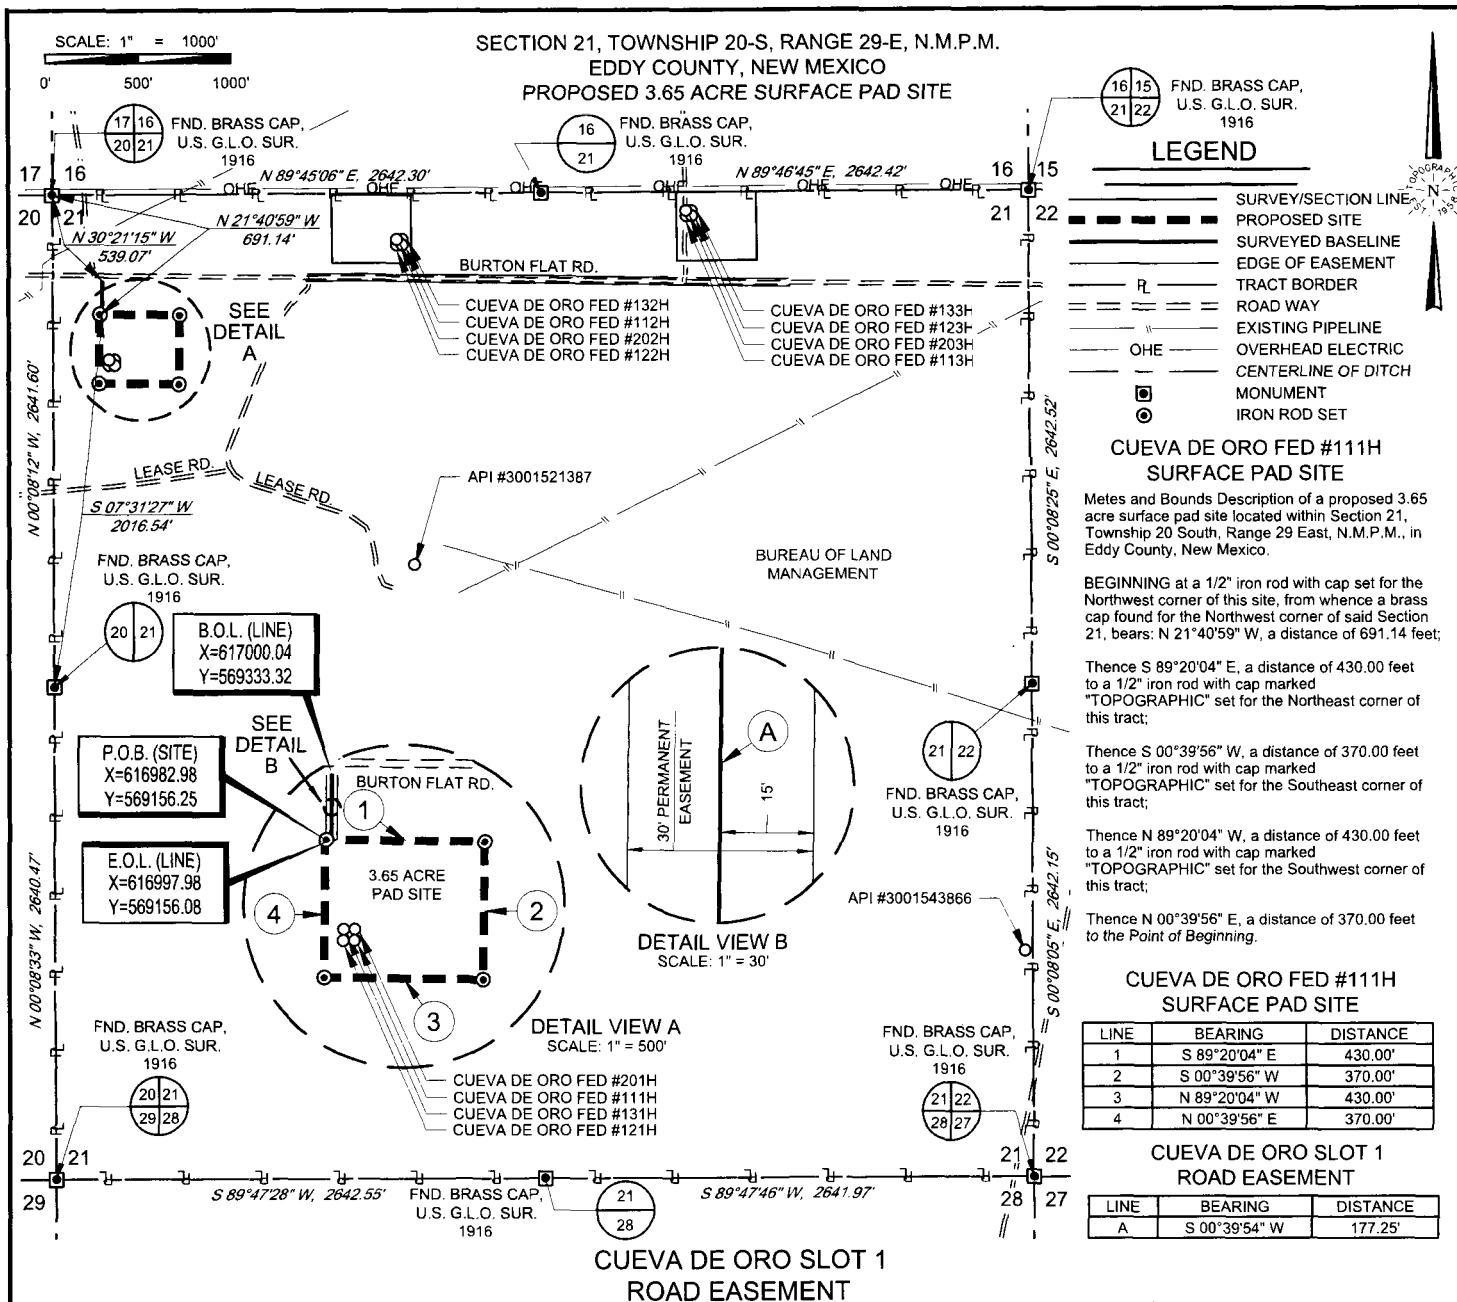 SCALE: 1" = 1000'
0' 500' 1000'
SECTION 21, TOWNSHIP 20-S, RANGE 29-E, N.M.P.M.
EDDY COUNTY, NEW MEXICO
PROPOSED 3.65 ACRE SURFACE PAD SITE
17 16
20 21
FND. BRASS CAP,
U.S. G.L.O. SUR.
1916
16
21
FND. BRASS CAP,
U.S. G.L.O. SUR.
1916
16 15
21 22
FND. BRASS CAP,
U.S. G.L.O. SUR.
1916
17 16
20 21
N 89°45'06" E, 2642.30'
N 89°46'45" E, 2642.42'
16 15
21 22
OHE OHE OHE OHE OHE
N 21°40'59" W
691.14'
N 30°21'15" W
539.07'
BURTON FLAT RD.
SEE
DETAIL
A
CUEVA DE ORO FED #132H
CUEVA DE ORO FED #112H
CUEVA DE ORO FED #202H
CUEVA DE ORO FED #122H
CUEVA DE ORO FED #133H
CUEVA DE ORO FED #123H
CUEVA DE ORO FED #203H
CUEVA DE ORO FED #113H
N 00°08'12" W, 2641.60'
LEASE RD.
LEASE RD.
S 07°31'27" W
2016.54'
API #3001521387
S 00°08'25" E, 2642.52'
BUREAU OF LAND
MANAGEMENT
FND. BRASS CAP,
U.S. G.L.O. SUR.
1916
20 21
B.O.L. (LINE)
X=617000.04
Y=569333.32
SEE
DETAIL
B
P.O.B. (SITE)
X=616982.98
Y=569156.25
E.O.L. (LINE)
X=616997.98
Y=569156.08
BURTON FLAT RD.
1
3.65 ACRE
PAD SITE
4
2
3
DETAIL VIEW A
SCALE: 1" = 500'
30' PERMANENT
EASEMENT
A
15'
DETAIL VIEW B
SCALE: 1" = 30'
21 22
FND. BRASS CAP,
U.S. G.L.O. SUR.
1916
API #3001543866
S 00°08'05" E, 2642.15'
N 00°08'33" W, 2640.47'
FND. BRASS CAP,
U.S. G.L.O. SUR.
1916
20 21
29 28
CUEVA DE ORO FED #201H
CUEVA DE ORO FED #111H
CUEVA DE ORO FED #131H
CUEVA DE ORO FED #121H
FND. BRASS CAP,
U.S. G.L.O. SUR.
1916
21 22
28 27
20 21
29
S 89°47'28" W, 2642.55'
FND. BRASS CAP,
U.S. G.L.O. SUR.
1916
21
28
S 89°47'46" W, 2641.97'
21 22
28 27
CUEVA DE ORO SLOT 1
ROAD EASEMENT
LEGEND
SURVEY/SECTION LINE
PROPOSED SITE
SURVEYED BASELINE
EDGE OF EASEMENT
TRACT BORDER
ROAD WAY
EXISTING PIPELINE
OHE OVERHEAD ELECTRIC
CENTERLINE OF DITCH
MONUMENT
IRON ROD SET
TOPOGRAPHIC
N
EST. 1958
CUEVA DE ORO FED #111H
SURFACE PAD SITE
Metes and Bounds Description of a proposed 3.65
acre surface pad site located within Section 21,
Township 20 South, Range 29 East, N.M.P.M., in
Eddy County, New Mexico.
BEGINNING at a 1/2" iron rod with cap set for the
Northwest corner of this site, from whence a brass
cap found for the Northwest corner of said Section
21, bears: N 21°40'59" W, a distance of 691.14 feet;
Thence S 89°20'04" E, a distance of 430.00 feet
to a 1/2" iron rod with cap marked
"TOPOGRAPHIC" set for the Northeast corner of
this tract;
Thence S 00°39'56" W, a distance of 370.00 feet
to a 1/2" iron rod with cap marked
"TOPOGRAPHIC" set for the Southeast corner of
this tract;
Thence N 89°20'04" W, a distance of 430.00 feet
to a 1/2" iron rod with cap marked
"TOPOGRAPHIC" set for the Southwest corner of
this tract;
Thence N 00°39'56" E, a distance of 370.00 feet
to the Point of Beginning.
CUEVA DE ORO FED #111H
SURFACE PAD SITE
LINE BEARING DISTANCE
1 S 89°20'04" E 430.00'
2 S 00°39'56" W 370.00'
3 N 89°20'04" W 430.00'
4 N 00°39'56" E 370.00'
CUEVA DE ORO SLOT 1
ROAD EASEMENT
LINE BEARING DISTANCE
A S 00°39'54" W 177.25'